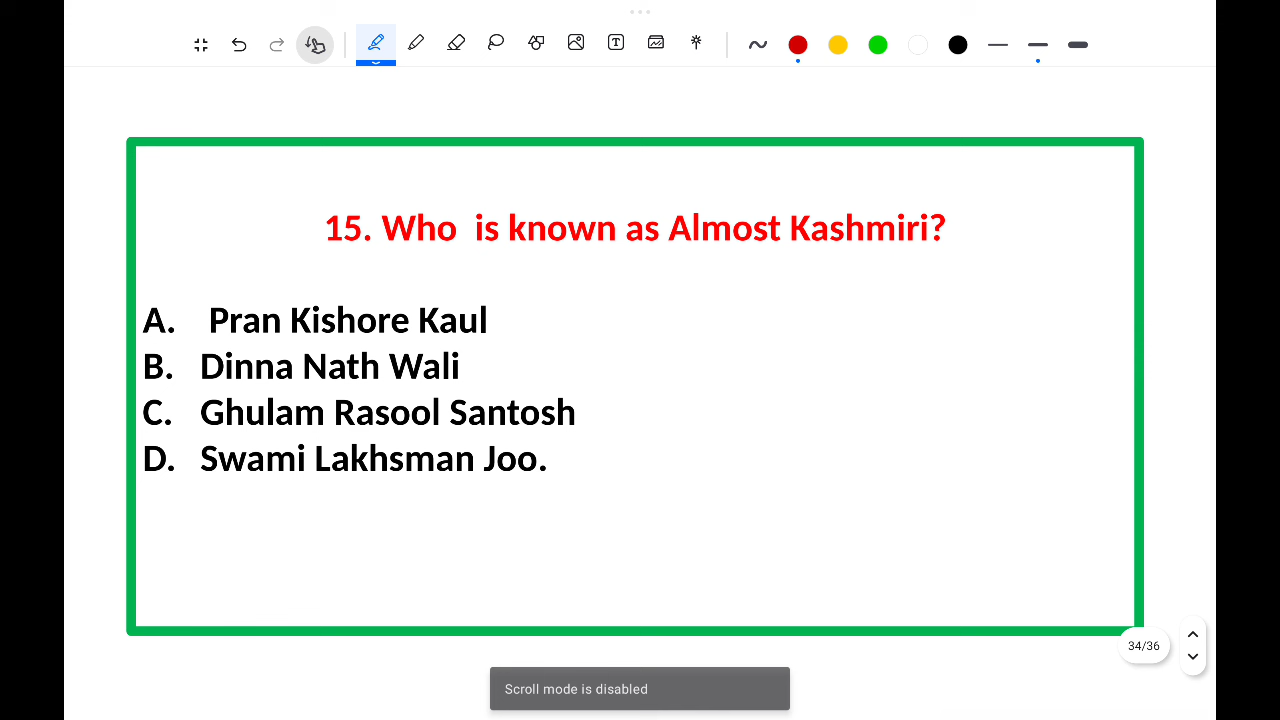 15. Who  is known as Almost Kashmiri?
A. Pran Kishore Kaul
B. Dinna Nath Wali
C. Ghulam Rasool Santosh
D. Swami Lakhsman Joo.
34/36
Scroll mode is disabled